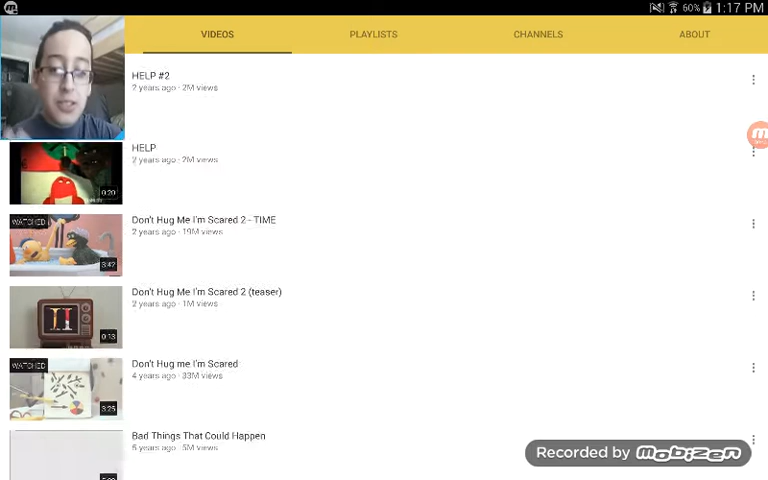 60% 1:17 PM
VIDEOS PLAYLISTS CHANNELS ABOUT
HELP #2
2 years ago · 2M views
HELP
2 years ago · 2M views
0:20
WATCHED
Don't Hug Me I'm Scared 2 - TIME
2 years ago · 19M views
3:47
Don't Hug Me I'm Scared 2 (teaser)
2 years ago · 1M views
0:13
WATCHED
Don't Hug me I'm Scared
4 years ago · 33M views
3:25
Bad Things That Could Happen
5 years ago · 5M views
Recorded by mobizen